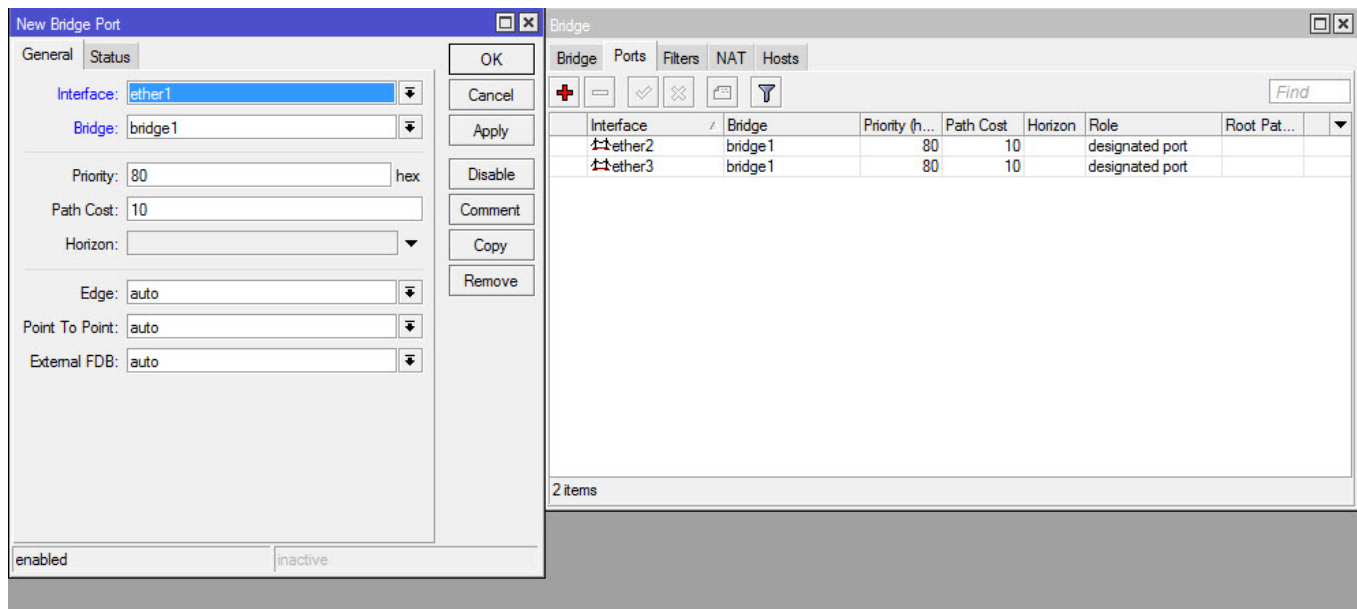 New Bridge Port
General Status
Interface: ether1
Bridge: bridge1
Priority: 80 hex
Path Cost: 10
Horizon:
Edge: auto
Point To Point: auto
External FDB: auto
OK
Cancel
Apply
Disable
Comment
Copy
Remove
enabled inactive
Bridge
Bridge Ports Filters NAT Hosts
Find
Interface Bridge Priority (h... Path Cost Horizon Role Root Pat...
ether2 bridge1 80 10 designated port
ether3 bridge1 80 10 designated port
2 items